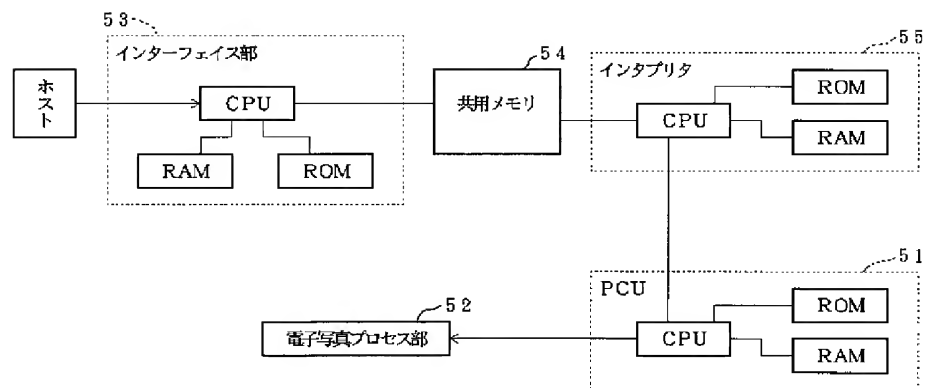 53
インターフェイス部
ホスト
CPU
RAM
ROM
54
共用メモリ
55
インタプリタ
CPU
ROM
RAM
51
PCU
CPU
ROM
RAM
52
電子写真プロセス部